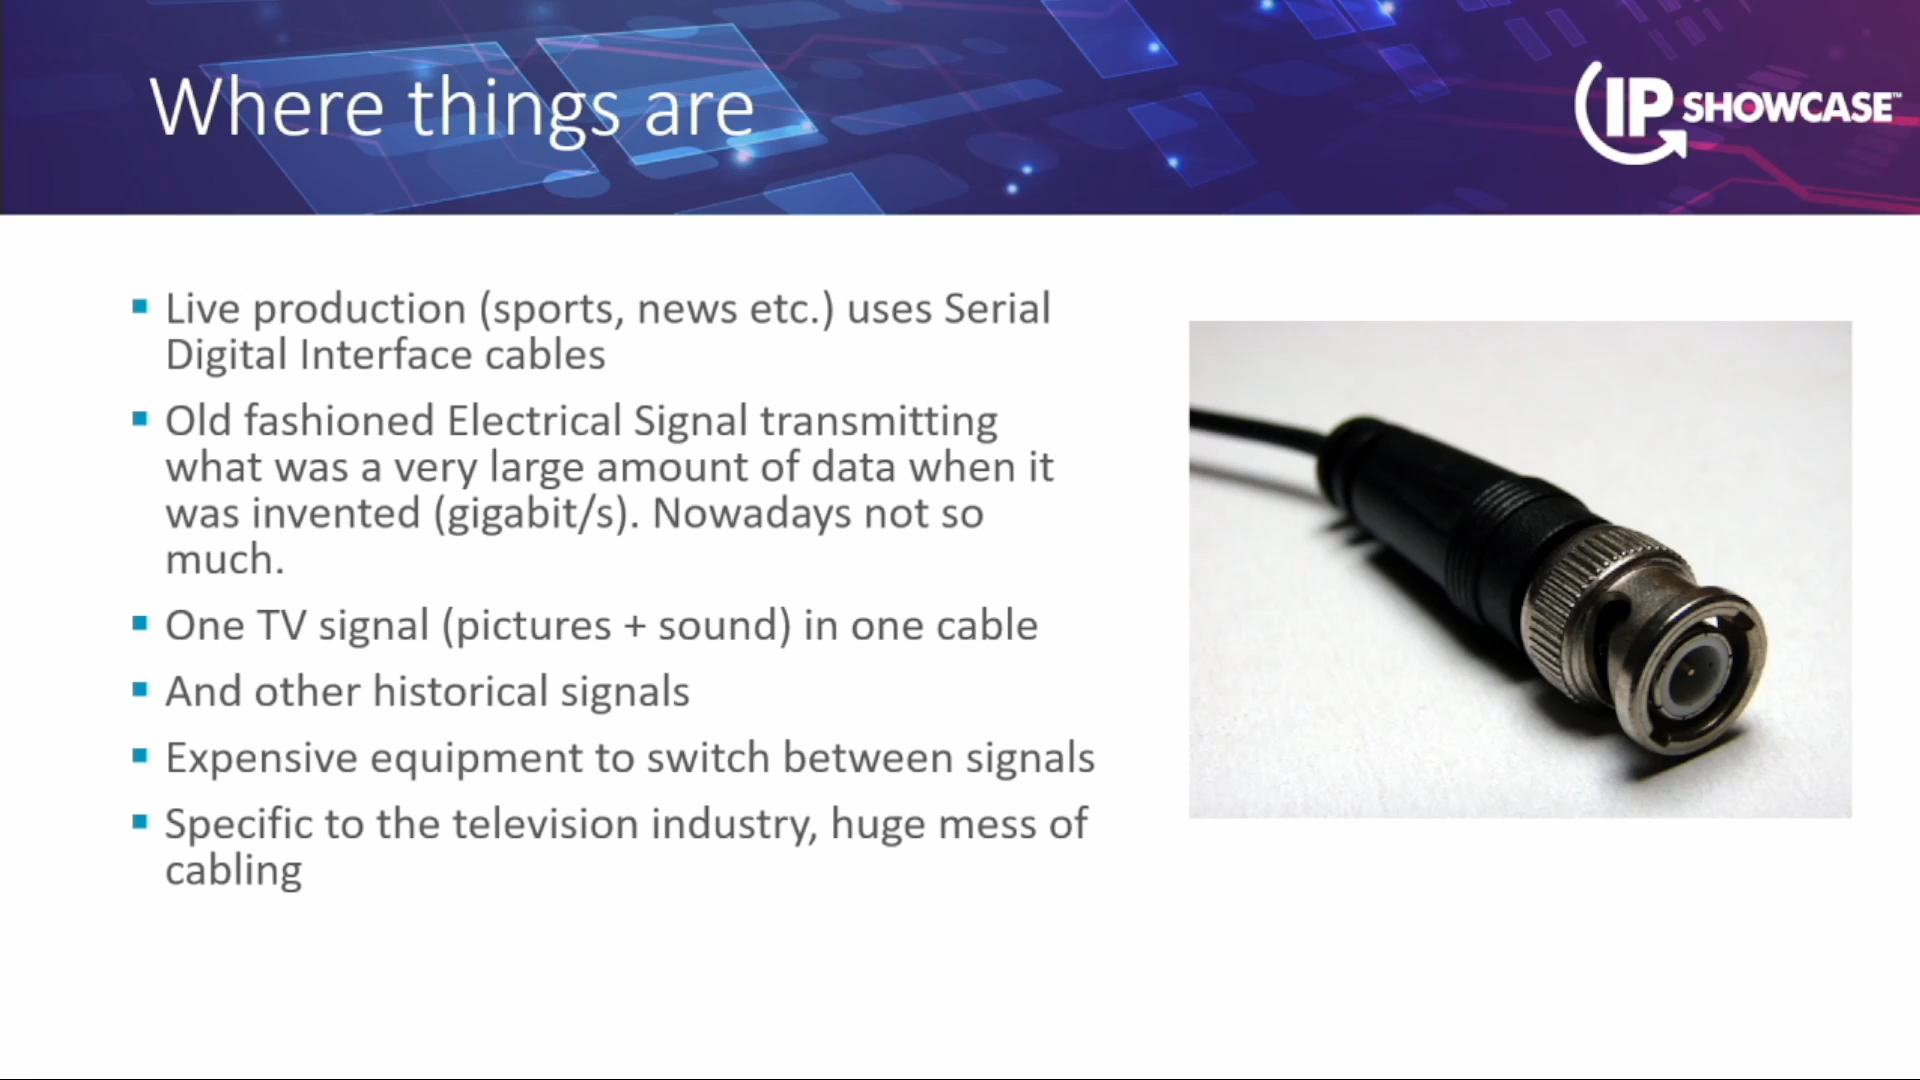 Where things are
IP SHOWCASE™
Live production (sports, news etc.) uses Serial
Digital Interface cables
Old fashioned Electrical Signal transmitting
what was a very large amount of data when it
was invented (gigabit/s). Nowadays not so
much.
One TV signal (pictures + sound) in one cable
And other historical signals
Expensive equipment to switch between signals
Specific to the television industry, huge mess of
cabling